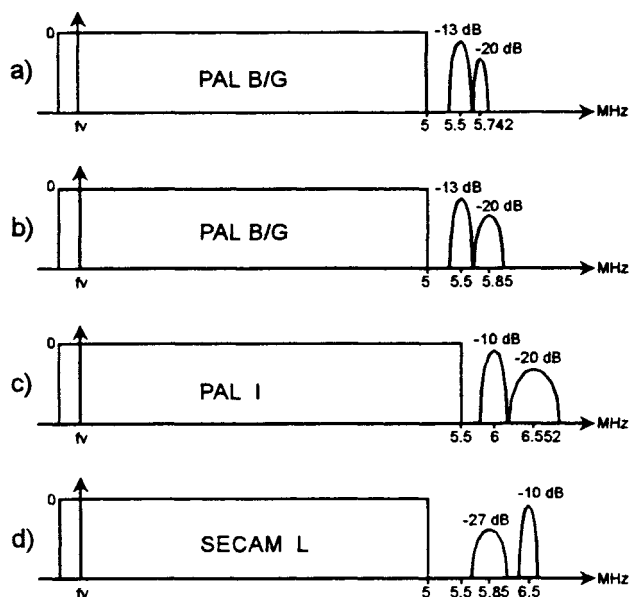 -13 dB
0
-20 dB
a)
PAL B/G
MHz
fv
5
5.5
5.742
-13 dB
0
-20 dB
b)
PAL B/G
MHz
fv
5
5.5
5.85
-10 dB
0
-20 dB
c)
PAL I
MHz
fv
5.5
6
6.552
-10 dB
0
-27 dB
d)
SECAM L
MHz
fv
5
5.5
5.85
6.5